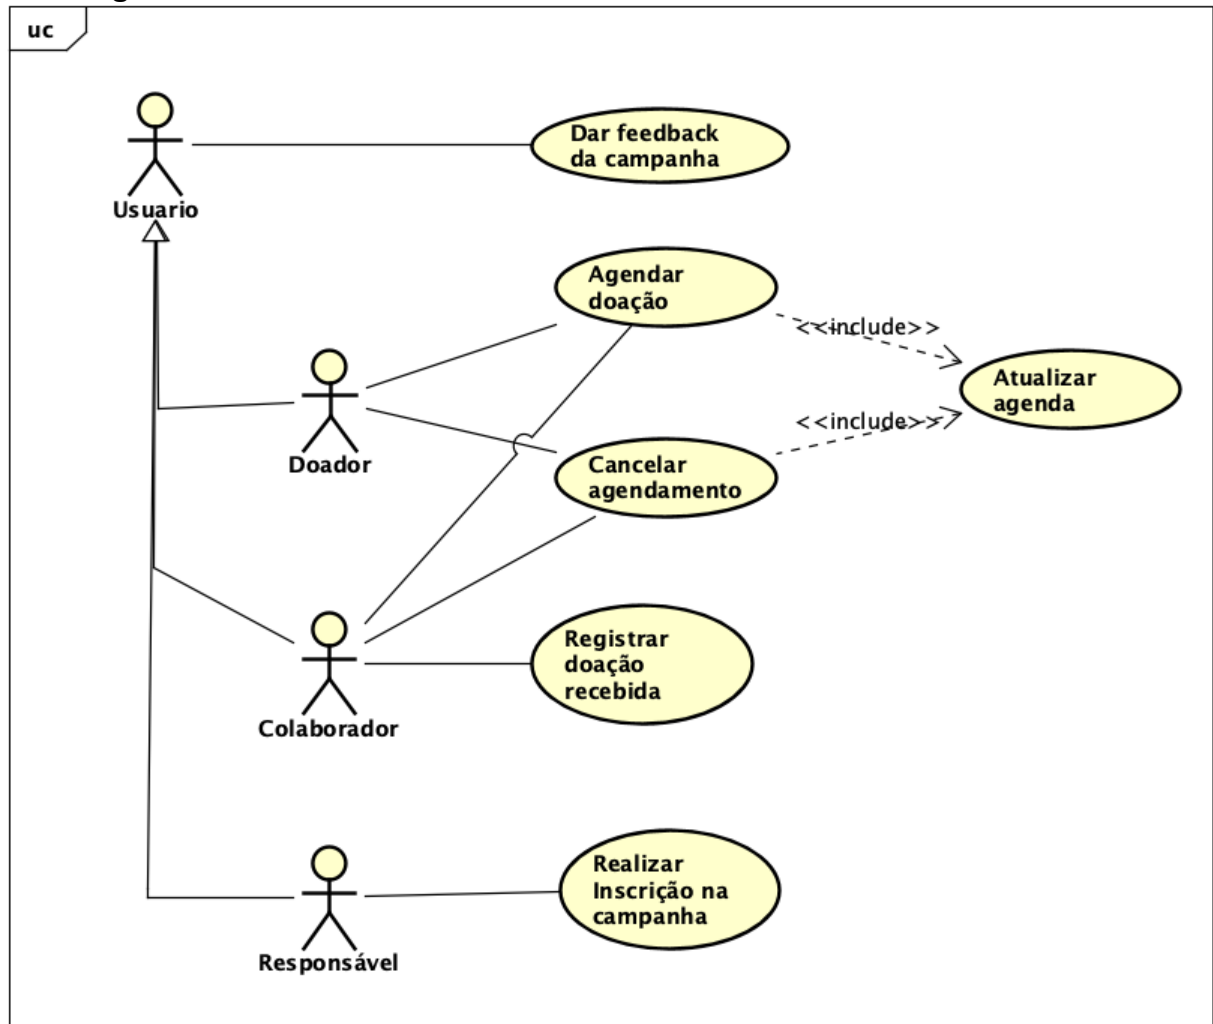 uc
Usuario
Dar feedback
da campanha
Agendar
doação
<<include>>
Atualizar
agenda
<<include>>
Doador
Cancelar
agendamento
Colaborador
Registrar
doação
recebida
Realizar
Inscrição na
campanha
Responsável